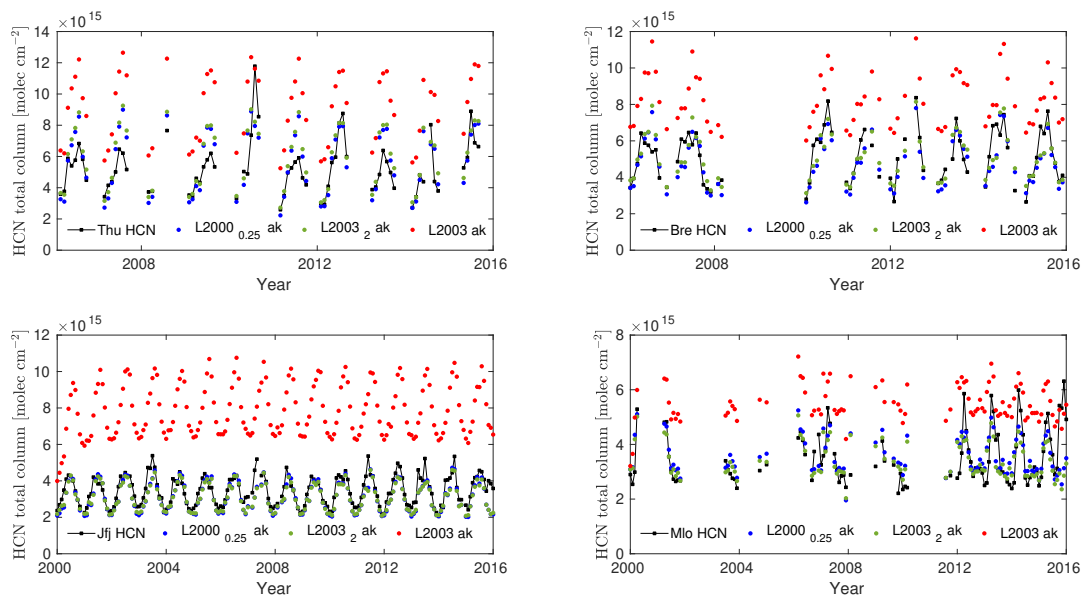 ×10 15
HCN total column [molec cm−2]
14
12
10
8
6
4
2
0
Thu HCN L2000 0.25 ak L2003 2 ak L2003 ak
2008 2012 2016
Year
×10 15
HCN total column [molec cm−2]
12
10
8
6
4
2
0
Bre HCN L2000 0.25 ak L2003 2 ak L2003 ak
2008 2012 2016
Year
×10 15
HCN total column [molec cm−2]
12
10
8
6
4
2
0
Jfj HCN L2000 0.25 ak L2003 2 ak L2003 ak
2000 2004 2008 2012 2016
Year
×10 15
HCN total column [molec cm−2]
8
6
4
2
0
Mlo HCN L2000 0.25 ak L2003 2 ak L2003 ak
2000 2004 2008 2012 2016
Year